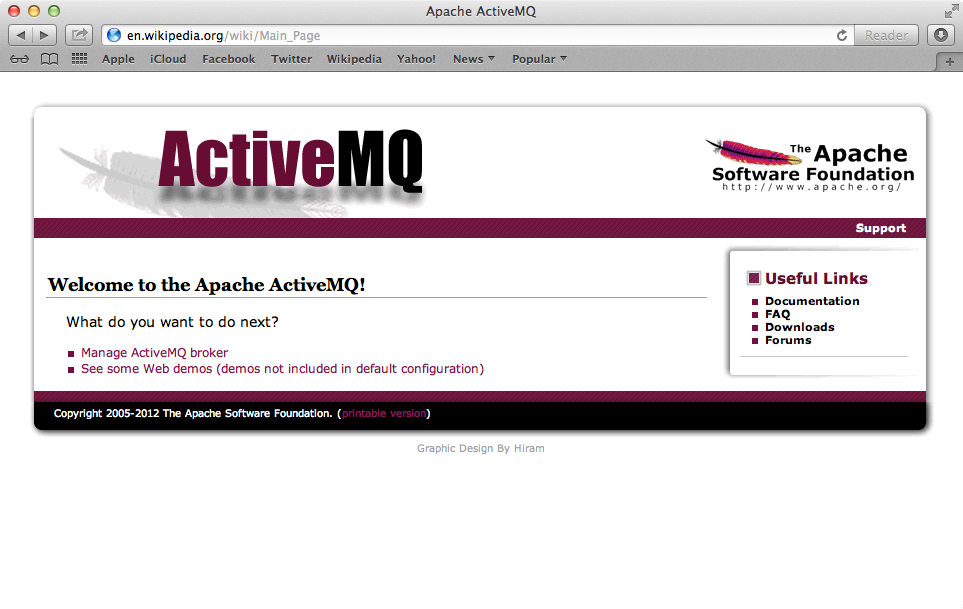 Apache ActiveMQ
en.wikipedia.org/wiki/Main_Page
Reader
Apple iCloud Facebook Twitter Wikipedia Yahoo! News Popular
ActiveMQ
The Apache
Software Foundation
http://www.apache.org/
Support
Welcome to the Apache ActiveMQ!
What do you want to do next?
Manage ActiveMQ broker
See some Web demos (demos not included in default configuration)
Useful Links
Documentation
FAQ
Downloads
Forums
Copyright 2005-2012 The Apache Software Foundation. (printable version)
Graphic Design By Hiram